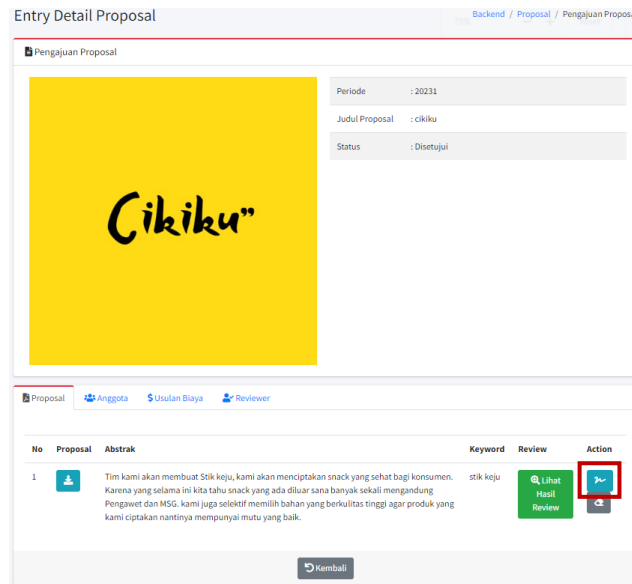 Entry Detail Proposal
Backend / Proposal / Pengajuan Proposa
Pengajuan Proposal
Cikiku”
Periode : 20231
Judul Proposal : cikiku
Status : Disetujui
Proposal Anggota $ Usulan Biaya Reviewer
No Proposal Abstrak Keyword Review Action
1 Tim kami akan membuat Stik keju, kami akan menciptakan snack yang sehat bagi konsumen. stik keju Lihat
Karena yang selama ini kita tahu snack yang ada diluar sana banyak sekali mengandung Hasil
Pengawet dan MSG. kami juga selektif memilih bahan yang berkulitas tinggi agar produk yang Review
kami ciptakan nantinya mempunyai mutu yang baik.
Kembali